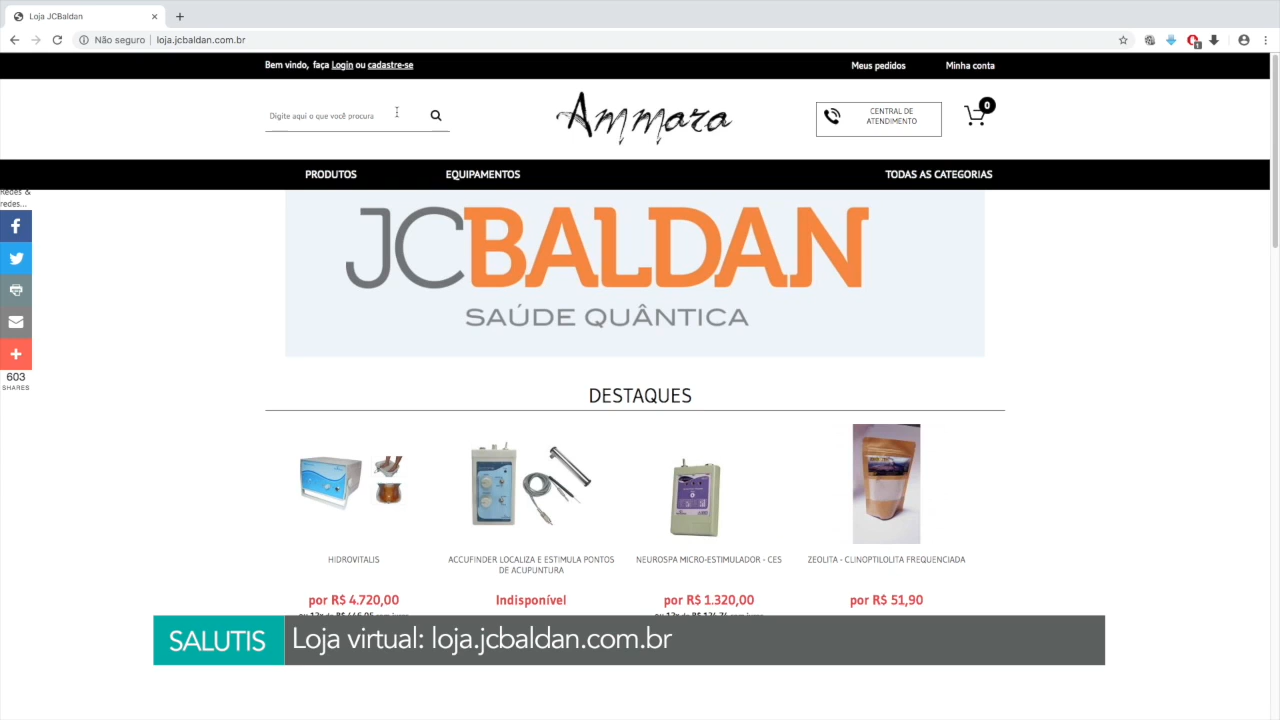 Loja JCBaldan
Não seguro | loja.jcbaldan.com.br
Bem vindo, faça Login ou cadastre-se
Meus pedidos
Minha conta
Digite aqui o que você procura
Ammara
CENTRAL DE
ATENDIMENTO
0
PRODUTOS
EQUIPAMENTOS
TODAS AS CATEGORIAS
Redes &
redes...
JCBALDAN
SAÚDE QUÂNTICA
603
SHARES
DESTAQUES
HIDROVITALIS
ACCUFINDER LOCALIZA E ESTIMULA PONTOS
DE ACUPUNTURA
NEUROSPA MICRO-ESTIMULADOR - CES
ZEOLITA - CLINOPTILOLITA FREQUENCIADA
por R$ 4.720,00
Indisponível
por R$ 1.320,00
por R$ 51,90
SALUTIS
Loja virtual: loja.jcbaldan.com.br